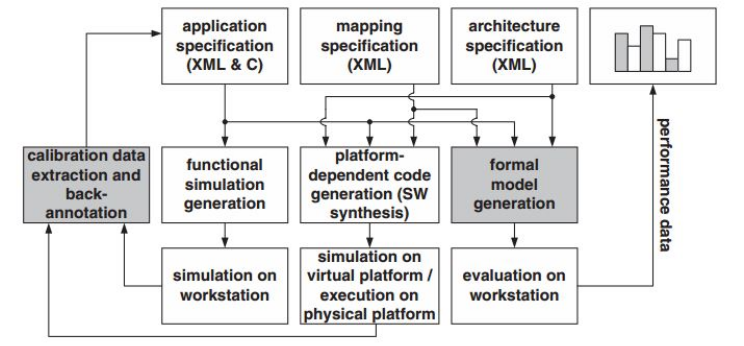 application
specification
(XML & C)
mapping
specification
(XML)
architecture
specification
(XML)
calibration data
extraction and
back-
annotation
functional
simulation
generation
platform-
dependent code
generation (SW
synthesis)
formal
model
generation
performance data
simulation on
workstation
simulation on
virtual platform /
execution on
physical platform
evaluation on
workstation